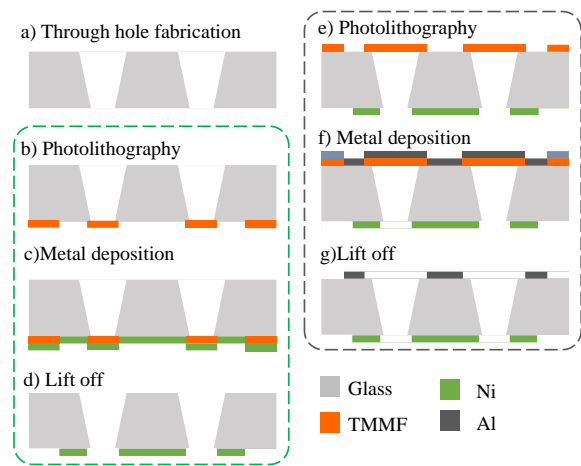 a) Through hole fabrication
b) Photolithography
c)Metal deposition
d) Lift off
e) Photolithography
f) Metal deposition
g)Lift off
Glass
Ni
TMMF
Al